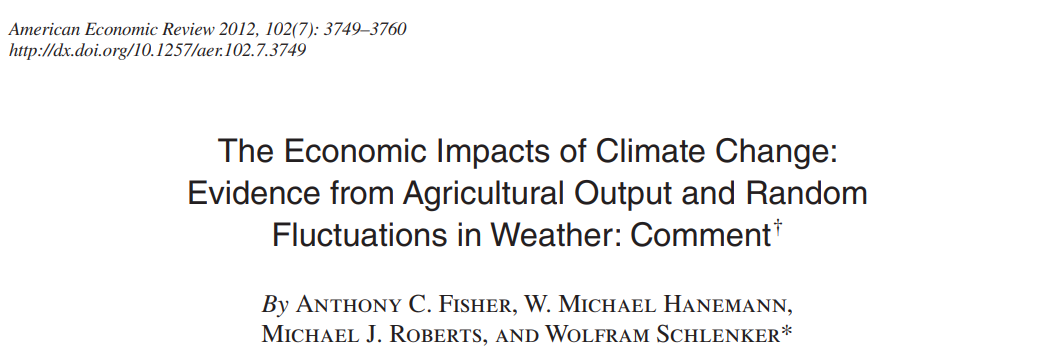 American Economic Review 2012, 102(7): 3749–3760
http://dx.doi.org/10.1257/aer.102.7.3749
The Economic Impacts of Climate Change:
Evidence from Agricultural Output and Random
Fluctuations in Weather: Comment†
By Anthony C. Fisher, W. Michael Hanemann,
Michael J. Roberts, and Wolfram Schlenker*